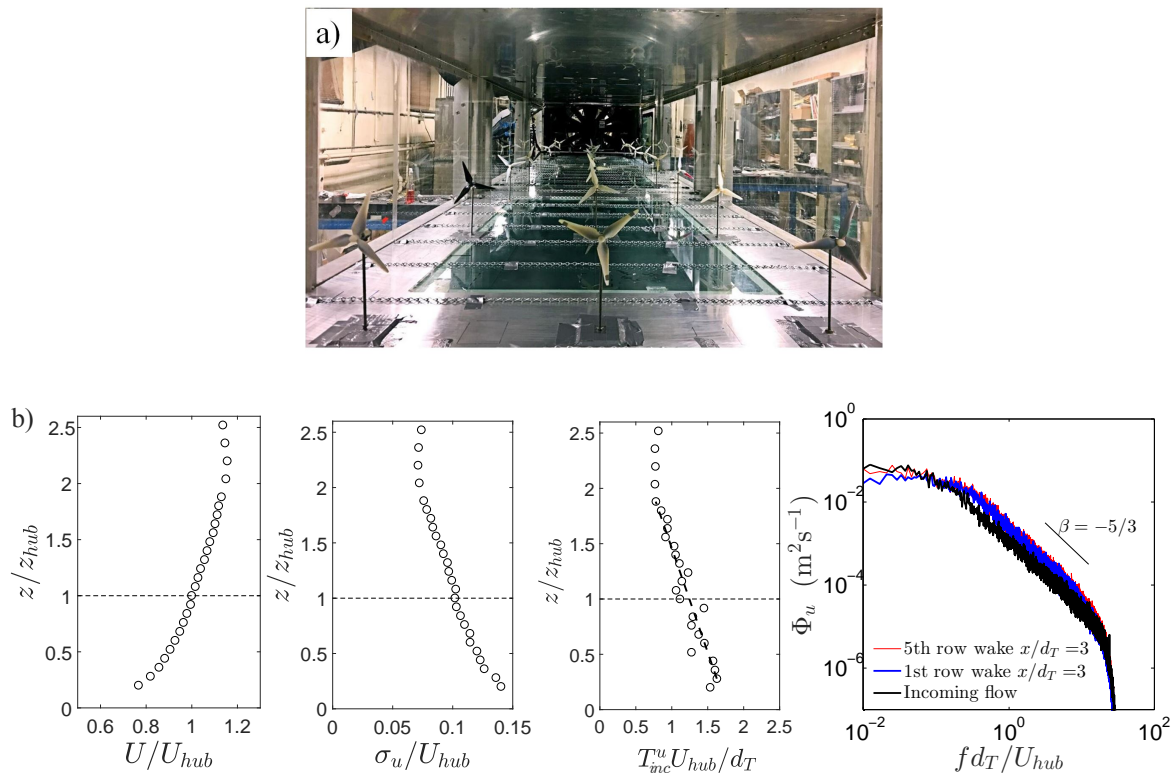 a)
b)
2.5
2
1.5
1
0.5
0
z/z_hub
0.6 0.8 1 1.2
U/U_hub
2.5
2
1.5
1
0.5
0
z/z_hub
0 0.05 0.1 0.15
σ_u/U_hub
2.5
2
1.5
1
0.5
0
z/z_hub
0 0.5 1 1.5 2 2.5
T^u_inc U_hub/d_T
10^0
10^−2
10^−4
10^−6
Φ_u (m²s⁻¹)
β = −5/3
5th row wake x/d_T =3
1st row wake x/d_T =3
Incoming flow
10^−2 10^0 10^2
fd_T/U_hub